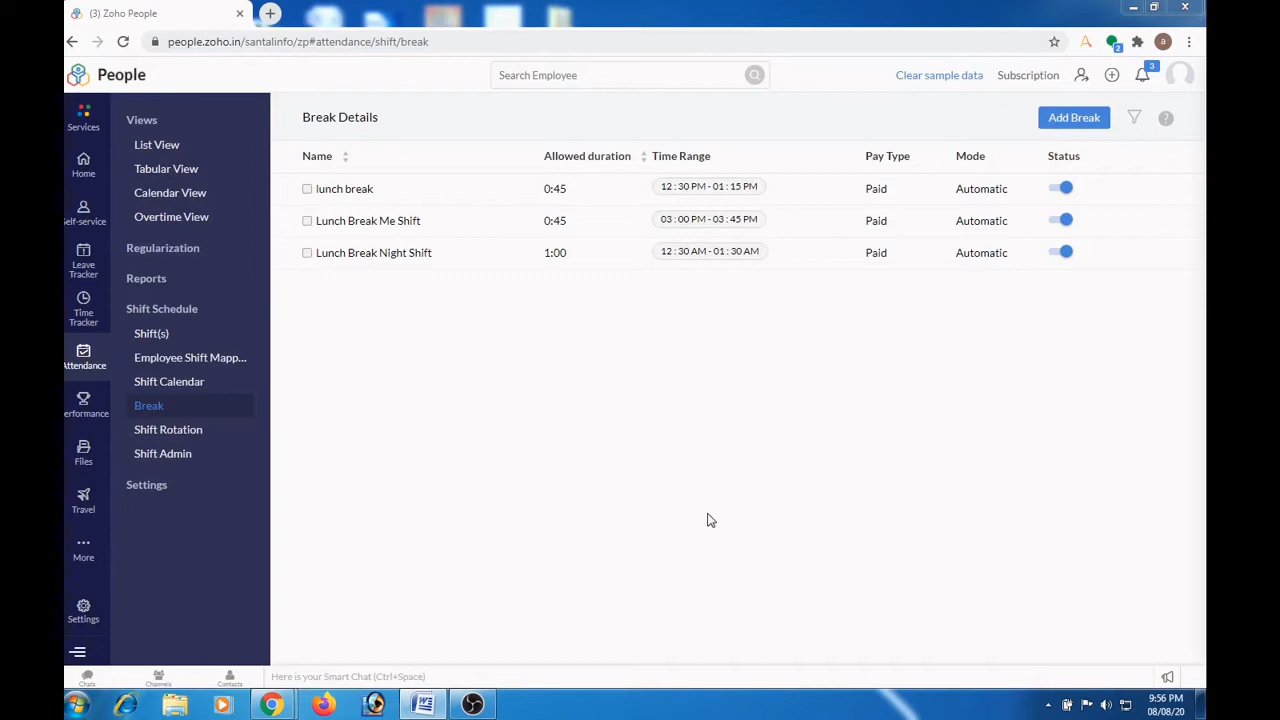 (3) Zoho People
people.zoho.in/santalinfo/zp#attendance/shift/break
2
a
People
Search Employee
Clear sample data
Subscription
3
Services
Home
Self-service
Leave
Tracker
Time
Tracker
Attendance
erformance
Files
Travel
More
Settings
Views
List View
Tabular View
Calendar View
Overtime View
Regularization
Reports
Shift Schedule
Shift(s)
Employee Shift Mapp...
Shift Calendar
Break
Shift Rotation
Shift Admin
Settings
Break Details
Add Break
Name Allowed duration Time Range Pay Type Mode Status
lunch break 0:45 12 : 30 PM - 01 : 15 PM Paid Automatic
Lunch Break Me Shift 0:45 03 : 00 PM - 03 : 45 PM Paid Automatic
Lunch Break Night Shift 1:00 12 : 30 AM - 01 : 30 AM Paid Automatic
Chats
Channels
Contacts
Here is your Smart Chat (Ctrl+Space)
9:56 PM
08/08/20